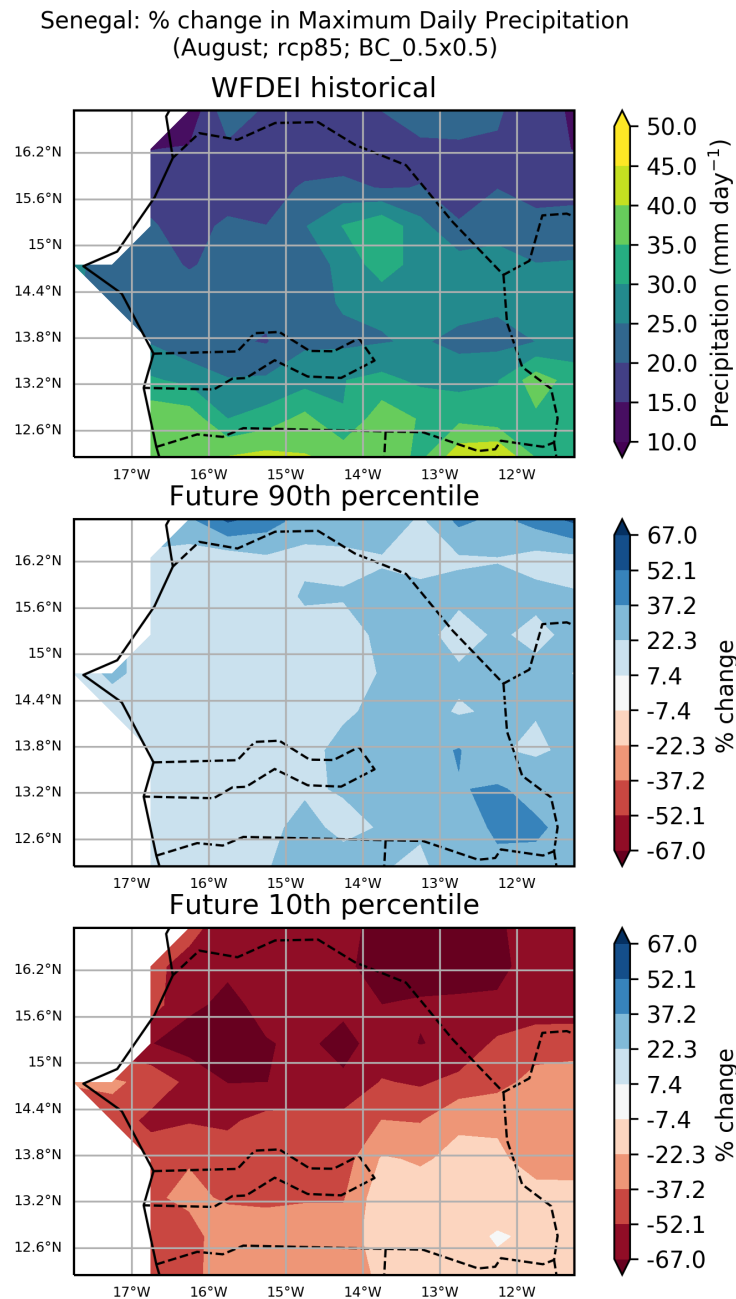 Senegal: % change in Maximum Daily Precipitation
(August; rcp85; BC_0.5x0.5)
WFDEI historical
16.2°N
15.6°N
15°N
14.4°N
13.8°N
13.2°N
12.6°N
17°W 16°W 15°W 14°W 13°W 12°W
50.0
45.0
40.0
35.0
30.0
25.0
20.0
15.0
10.0
Precipitation (mm day⁻¹)
Future 90th percentile
16.2°N
15.6°N
15°N
14.4°N
13.8°N
13.2°N
12.6°N
17°W 16°W 15°W 14°W 13°W 12°W
67.0
52.1
37.2
22.3
7.4
-7.4
-22.3
-37.2
-52.1
-67.0
% change
Future 10th percentile
16.2°N
15.6°N
15°N
14.4°N
13.8°N
13.2°N
12.6°N
17°W 16°W 15°W 14°W 13°W 12°W
67.0
52.1
37.2
22.3
7.4
-7.4
-22.3
-37.2
-52.1
-67.0
% change